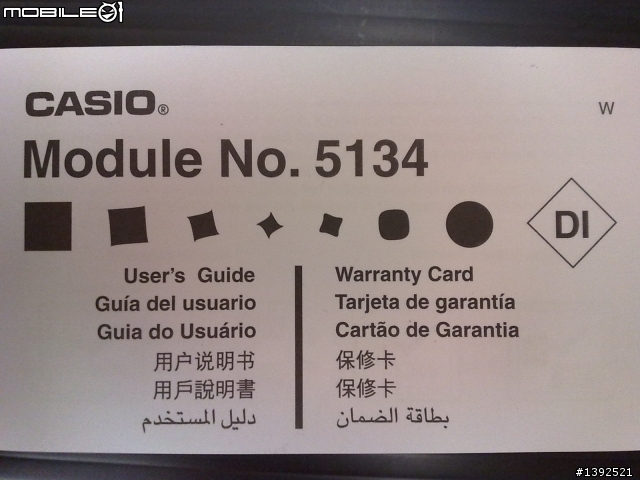 MOBILE01
CASIO®
W
Module No. 5134
DI
User's Guide
Guía del usuario
Guia do Usuário
用户说明书
用戶說明書
دليل المستخدم
Warranty Card
Tarjeta de garantía
Cartão de Garantia
保修卡
保修卡
بطاقة الضمان
#1392521